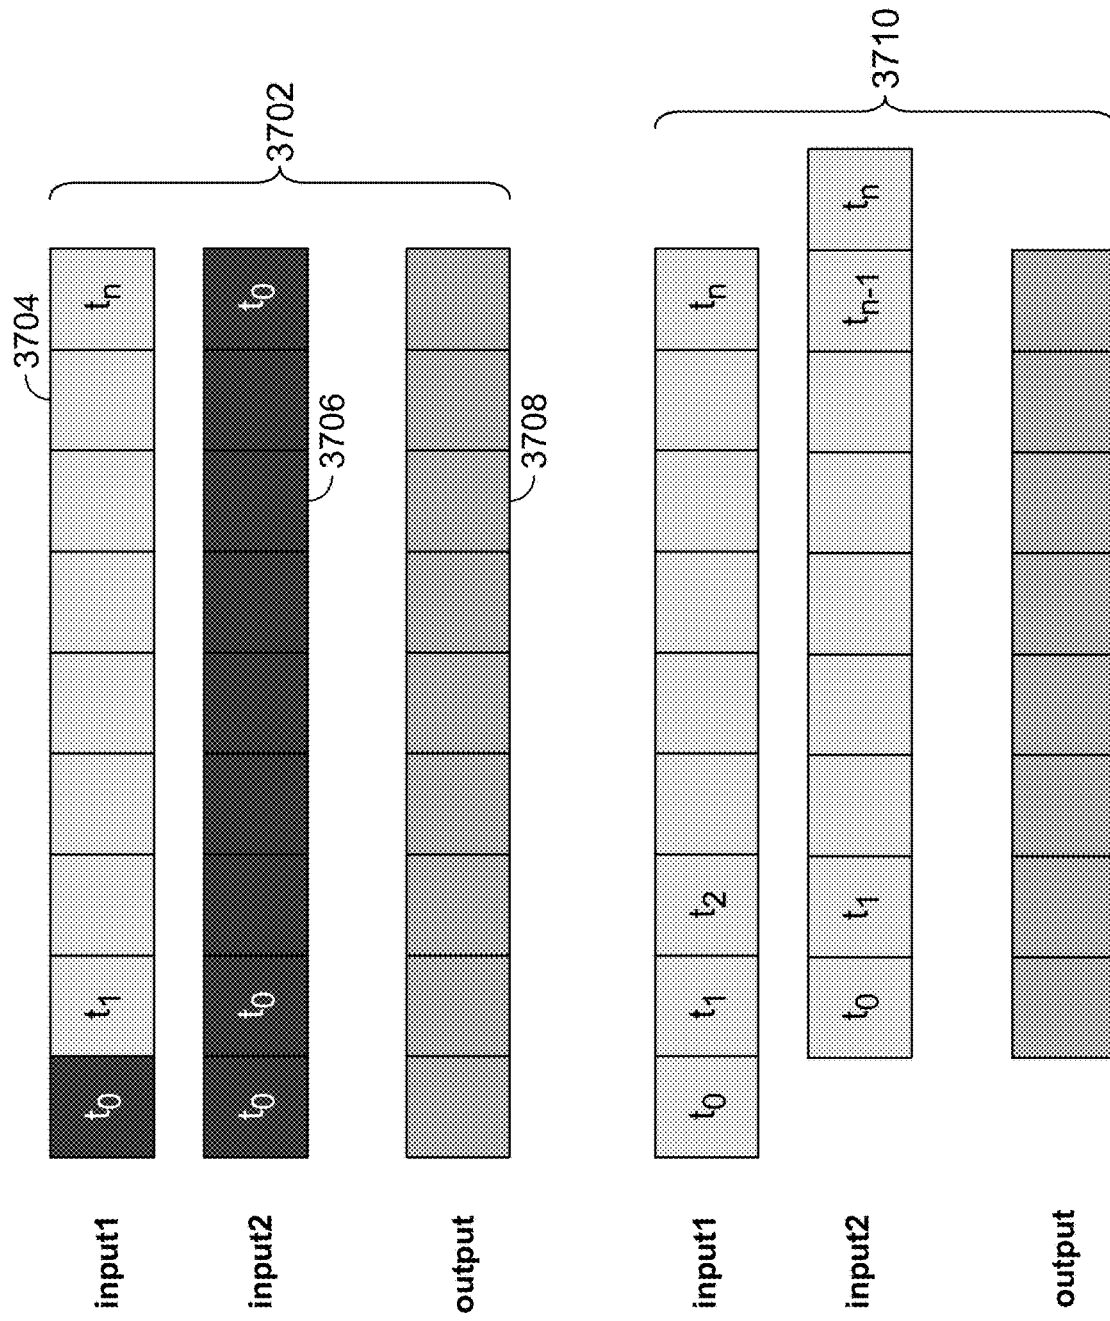 3704
input1 t0 t1 tn
input2 t0 t0 t0
3706
3702
output
3708
input1 t0 t1 t2 tn
input2 t0 t1 tn-1 tn
output
3710